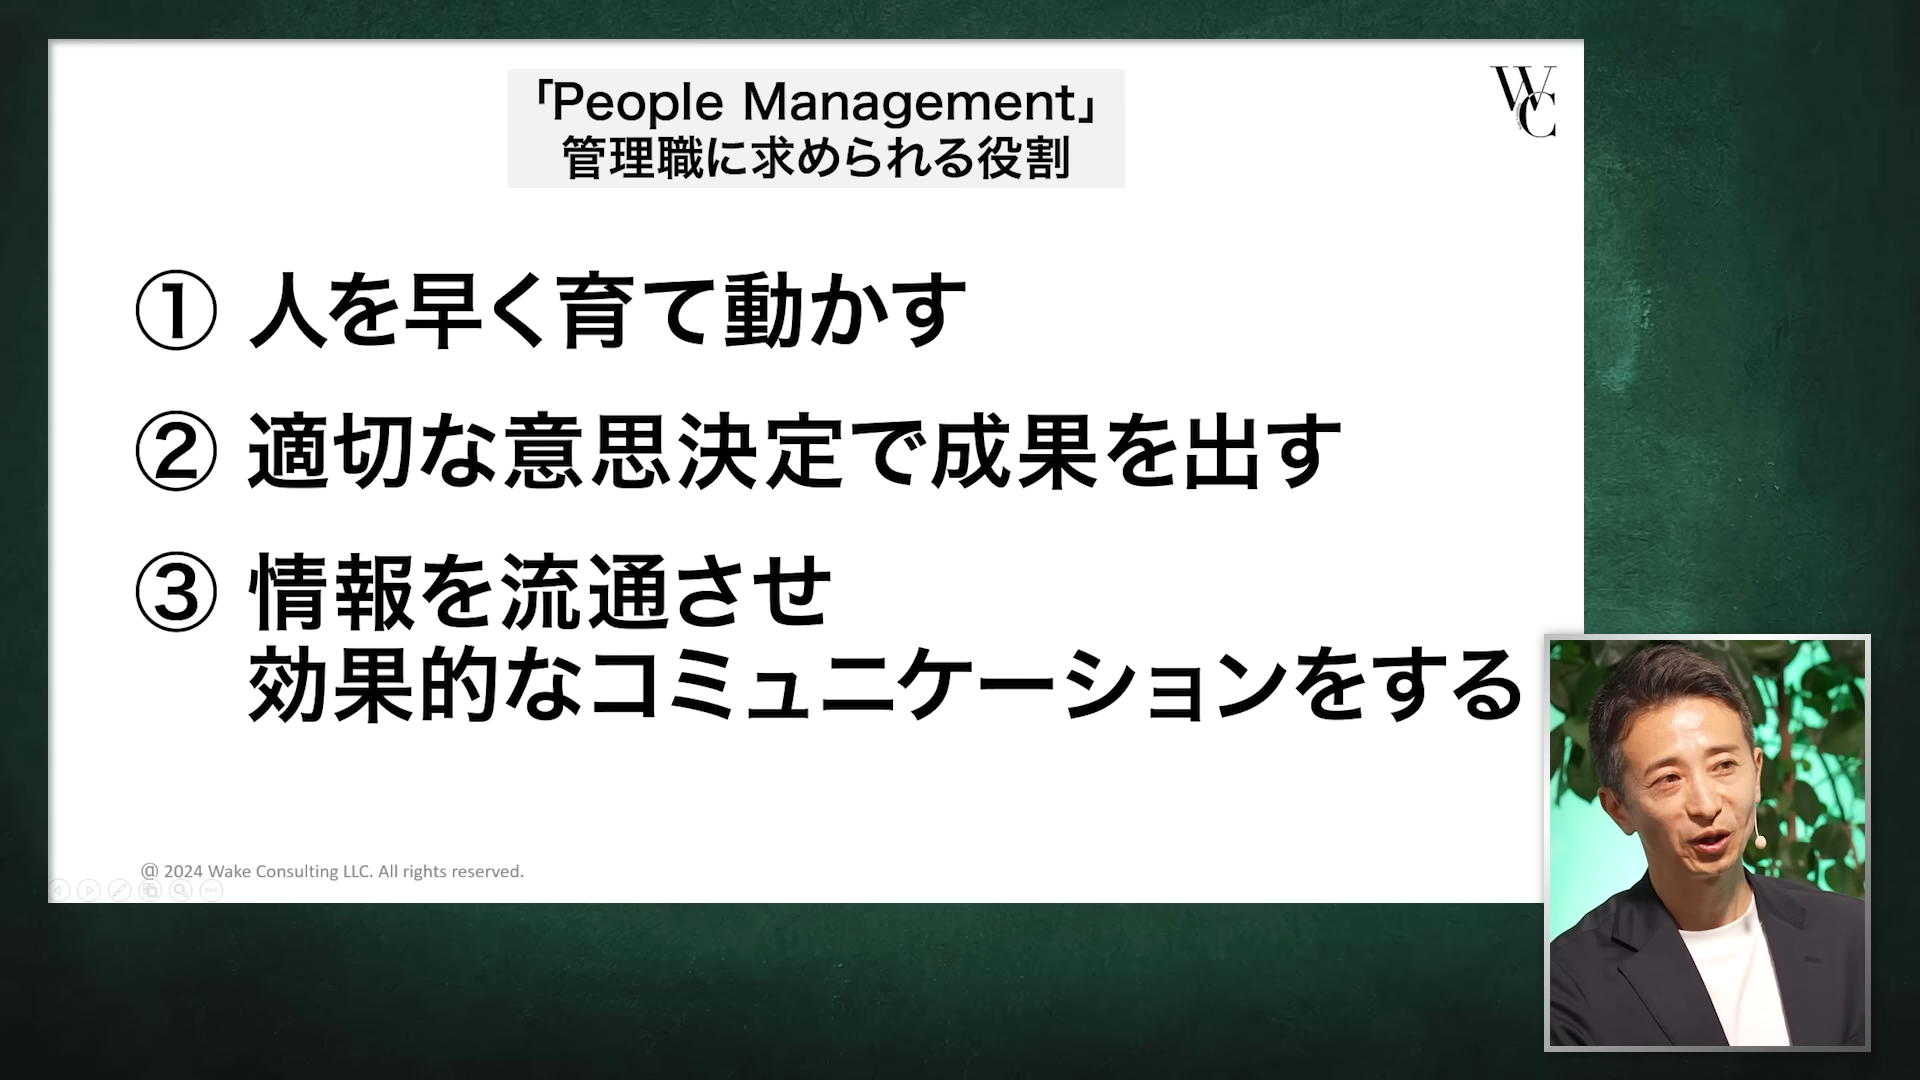 「People Management」
管理職に求められる役割
WC
① 人を早く育て動かす
② 適切な意思決定で成果を出す
③ 情報を流通させ
効果的なコミュニケーションをする
@ 2024 Wake Consulting LLC. All rights reserved.